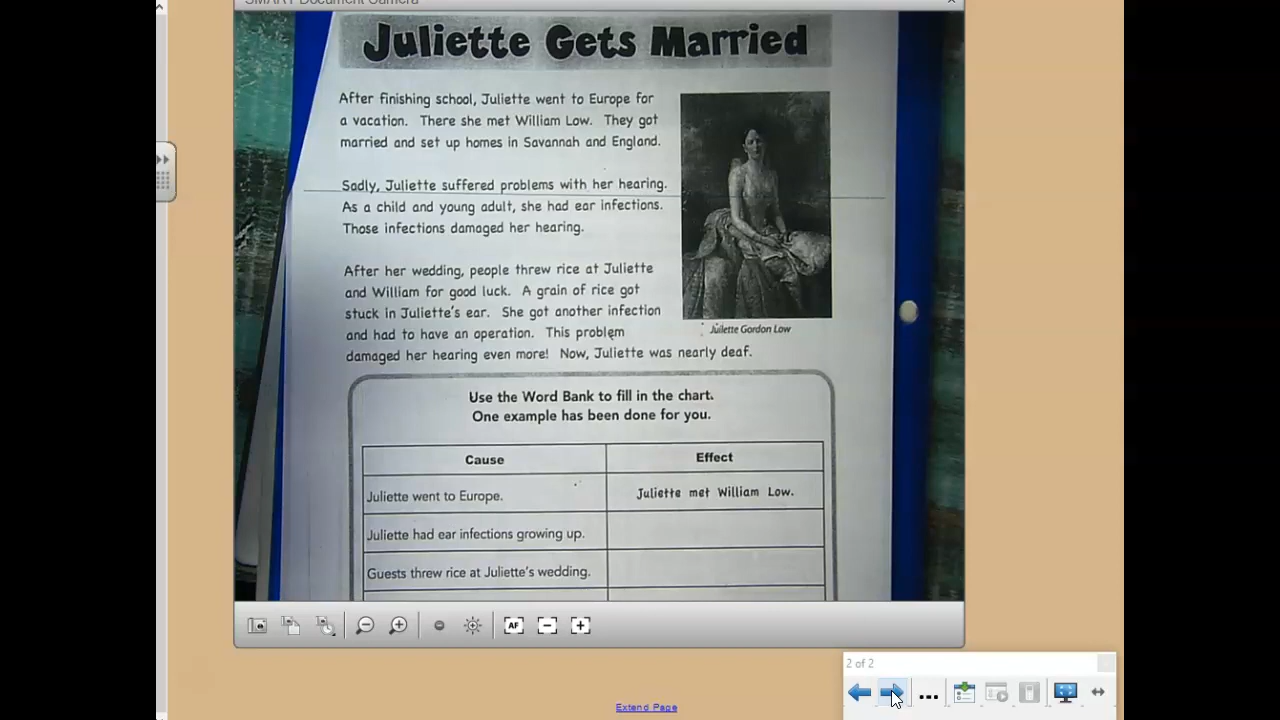 SMART Document Camera
Juliette Gets Married
After finishing school, Juliette went to Europe for
a vacation. There she met William Low. They got
married and set up homes in Savannah and England.
Sadly, Juliette suffered problems with her hearing.
As a child and young adult, she had ear infections.
Those infections damaged her hearing.
After her wedding, people threw rice at Juliette
and William for good luck. A grain of rice got
stuck in Juliette's ear. She got another infection
and had to have an operation. This problem
damaged her hearing even more! Now, Juliette was nearly deaf.
Juliette Gordon Low
Use the Word Bank to fill in the chart.
One example has been done for you.
Cause Effect
Juliette went to Europe. Juliette met William Low.
Juliette had ear infections growing up.
Guests threw rice at Juliette's wedding.
AF
2 of 2
Extend Page